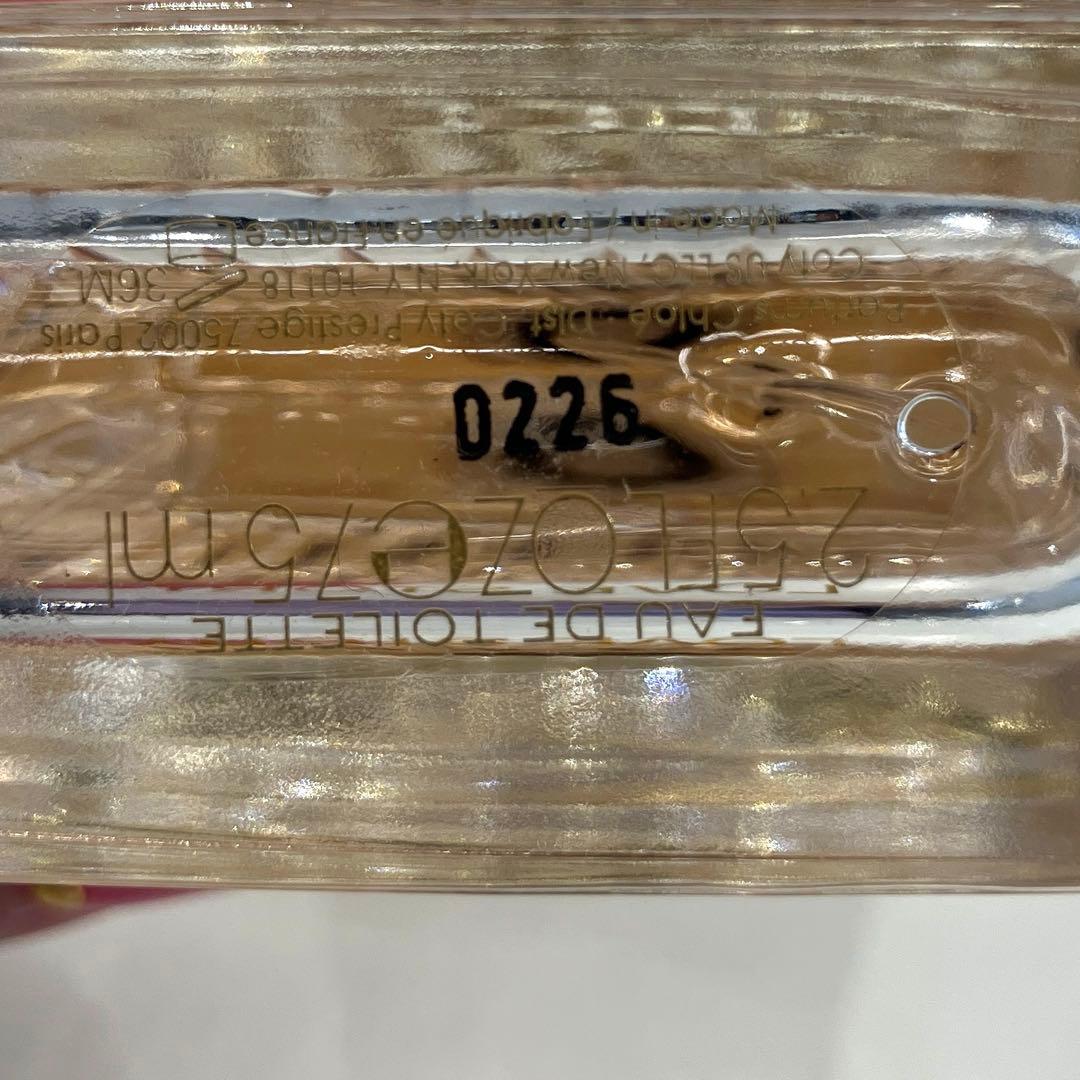 EAU DE TOILETTE
2.5 FL OZ ℮ 75 ml
0226
Parfums Chloé - Dist. Coty Prestige 75002 Paris
Coty US LLC, New York, N.Y. 10118 36M
Made in / Fabriqué en France